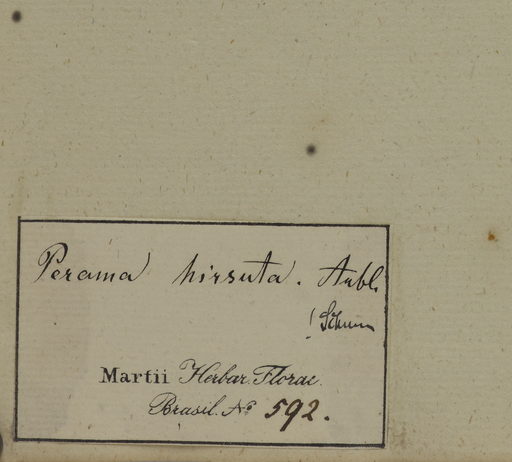 Perama hirsuta. Aubl.
! Schum
Martii Herbar. Florae
Brasil. No 592.